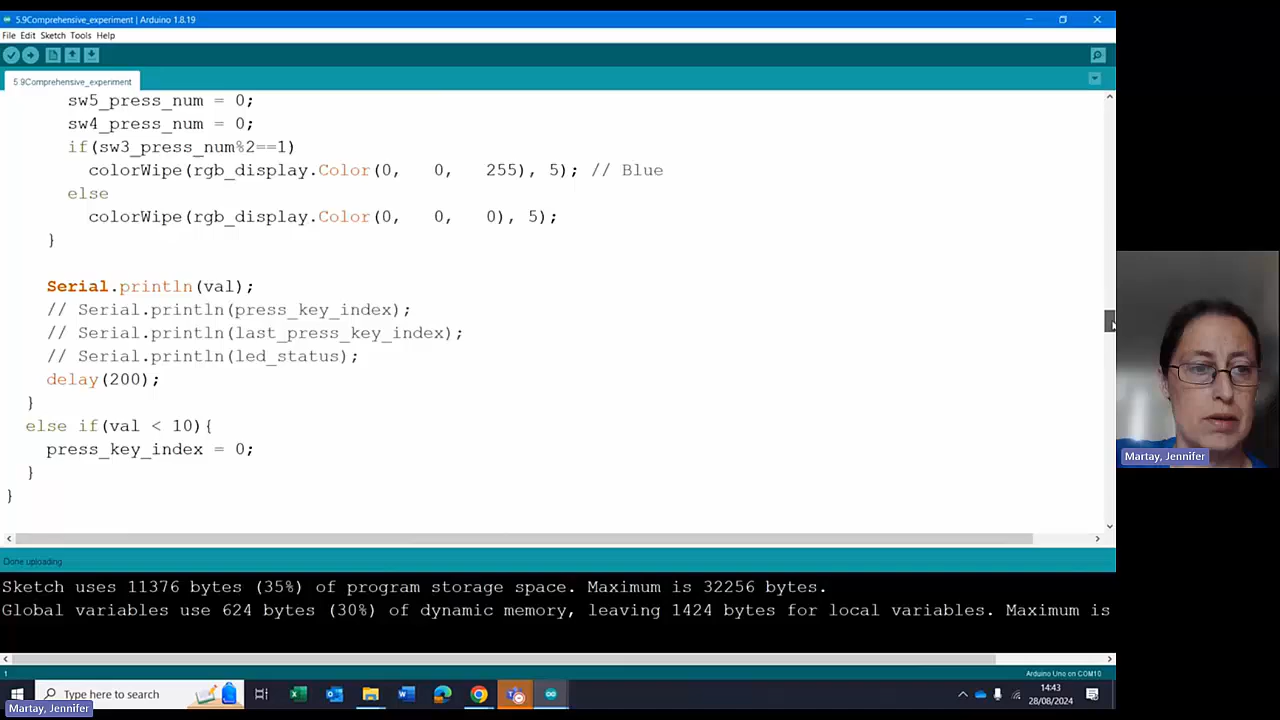 5.9Comprehensive_experiment | Arduino 1.8.19
File Edit Sketch Tools Help
5.9Comprehensive_experiment
sw5_press_num = 0;
sw4_press_num = 0;
if(sw3_press_num%2==1)
colorWipe(rgb_display.Color(0, 0, 255), 5); // Blue
else
colorWipe(rgb_display.Color(0, 0, 0), 5);
}
Serial.println(val);
// Serial.println(press_key_index);
// Serial.println(last_press_key_index);
// Serial.println(led_status);
delay(200);
}
else if(val < 10){
press_key_index = 0;
}
}
Martay, Jennifer
Done uploading
Sketch uses 11376 bytes (35%) of program storage space. Maximum is 32256 bytes.
Global variables use 624 bytes (30%) of dynamic memory, leaving 1424 bytes for local variables. Maximum is
1
Arduino Uno on COM10
Type here to search
14:43
28/08/2024
Martay, Jennifer